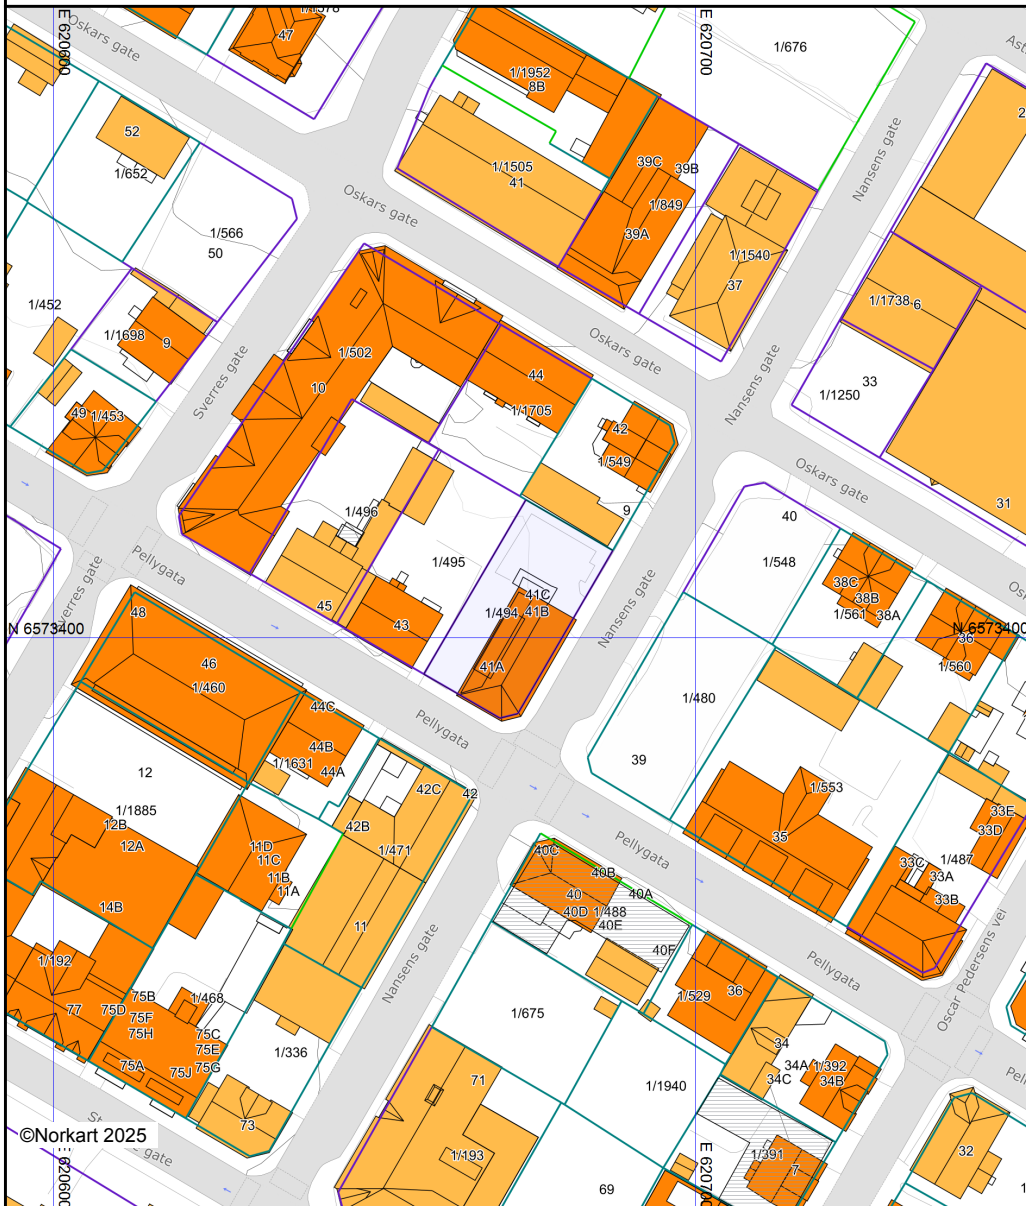 E 620600
E 620700
1/1378
47
Oskars gate
1/676
1/1952
8B
52
1/652
1/1505
41
39C
39B
1/849
39A
Nansens gate
Oskars gate
1/566
50
1/1540
37
1/452
1/1698
9
1/502
10
1/1738
6
Oskars gate
44
1/1705
33
1/1250
Sverres gate
Nansens gate
49
1/453
42
1/549
Oskars gate
31
9
40
1/496
1/495
1/548
Pellygata
38C
38B
1/561
38A
41C
41B
1/494
45
43
Nansens gate
48
N 6573400
N 6573400
36
1/560
46
1/460
41A
1/480
44C
Pellygata
44B
1/1631
44A
12
39
1/1885
12B
12A
42C
42
42B
1/471
1/553
35
33E
33D
11D
11C
11B
11A
Pellygata
40C
40B
40A
40
40D
1/488
40E
33C
1/487
33A
33B
14B
11
40F
1/192
Nansens gate
Pellygata
Oscar Pedersens vei
77
75B
75D
75F
75H
1/468
75C
75E
75G
75A
75J
1/529
36
1/675
1/336
34
34A
34C
1/392
34B
71
1/1940
73
©Norkart 2025
1/193
1/391
7
32
69
E 620600
E 620700